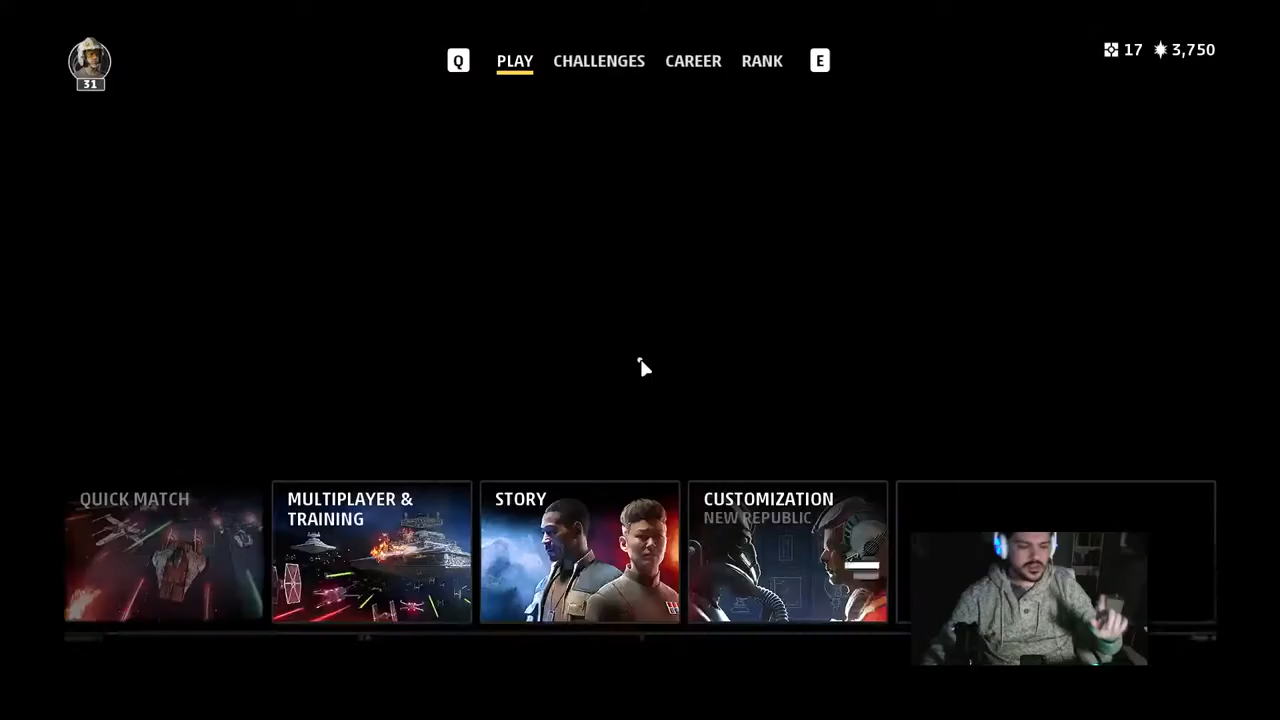 31
Q PLAY CHALLENGES CAREER RANK E
17 3,750
QUICK MATCH
MULTIPLAYER &
TRAINING
STORY
CUSTOMIZATION
NEW REPUBLIC